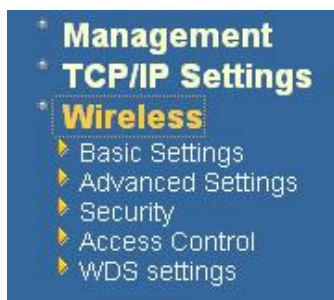 Management
TCP/IP Settings
Wireless
Basic Settings
Advanced Settings
Security
Access Control
WDS settings